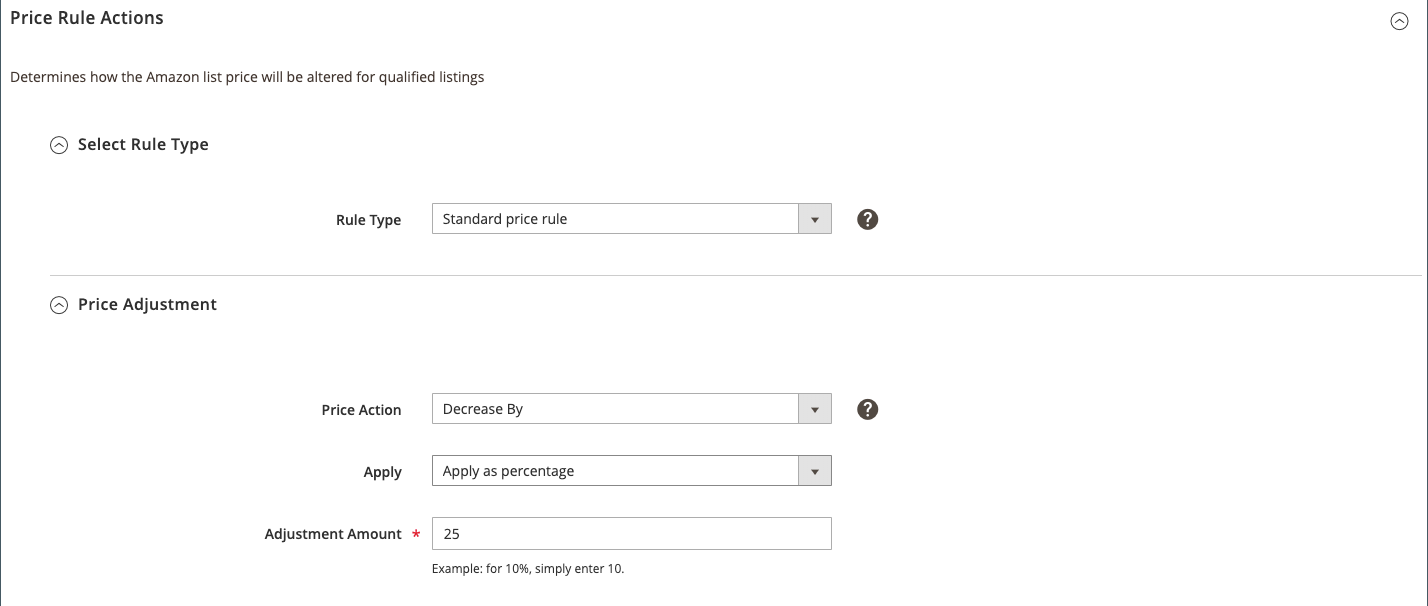 Price Rule Actions
Determines how the Amazon list price will be altered for qualified listings
Select Rule Type
Rule Type Standard price rule ?
Price Adjustment
Price Action Decrease By ?
Apply Apply as percentage
Adjustment Amount * 25
Example: for 10%, simply enter 10.